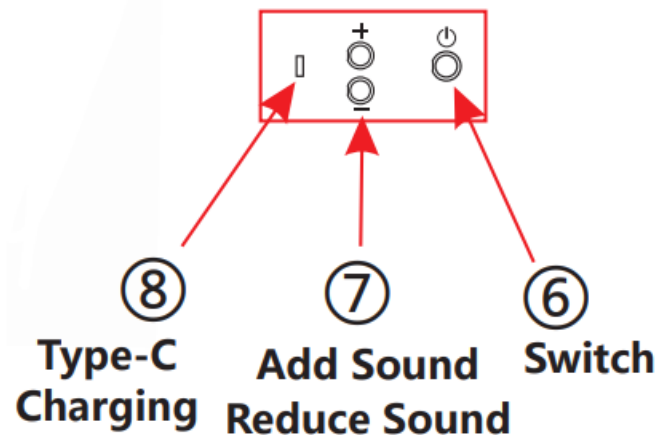 +
−
⑧ ⑦ ⑥
Type-C
Charging
Add Sound
Reduce Sound
Switch